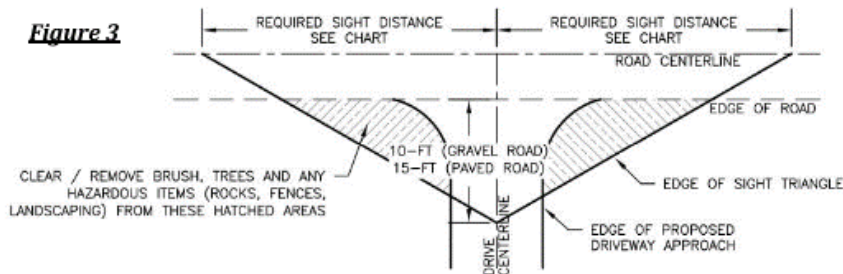 Figure 3
REQUIRED SIGHT DISTANCE
SEE CHART
REQUIRED SIGHT DISTANCE
SEE CHART
ROAD CENTERLINE
EDGE OF ROAD
10-FT (GRAVEL ROAD)
15-FT (PAVED ROAD)
CLEAR / REMOVE BRUSH, TREES AND ANY
HAZARDOUS ITEMS (ROCKS, FENCES,
LANDSCAPING) FROM THESE HATCHED AREAS
EDGE OF SIGHT TRIANGLE
EDGE OF PROPOSED
DRIVEWAY APPROACH
DRIVE
CENTERLINE